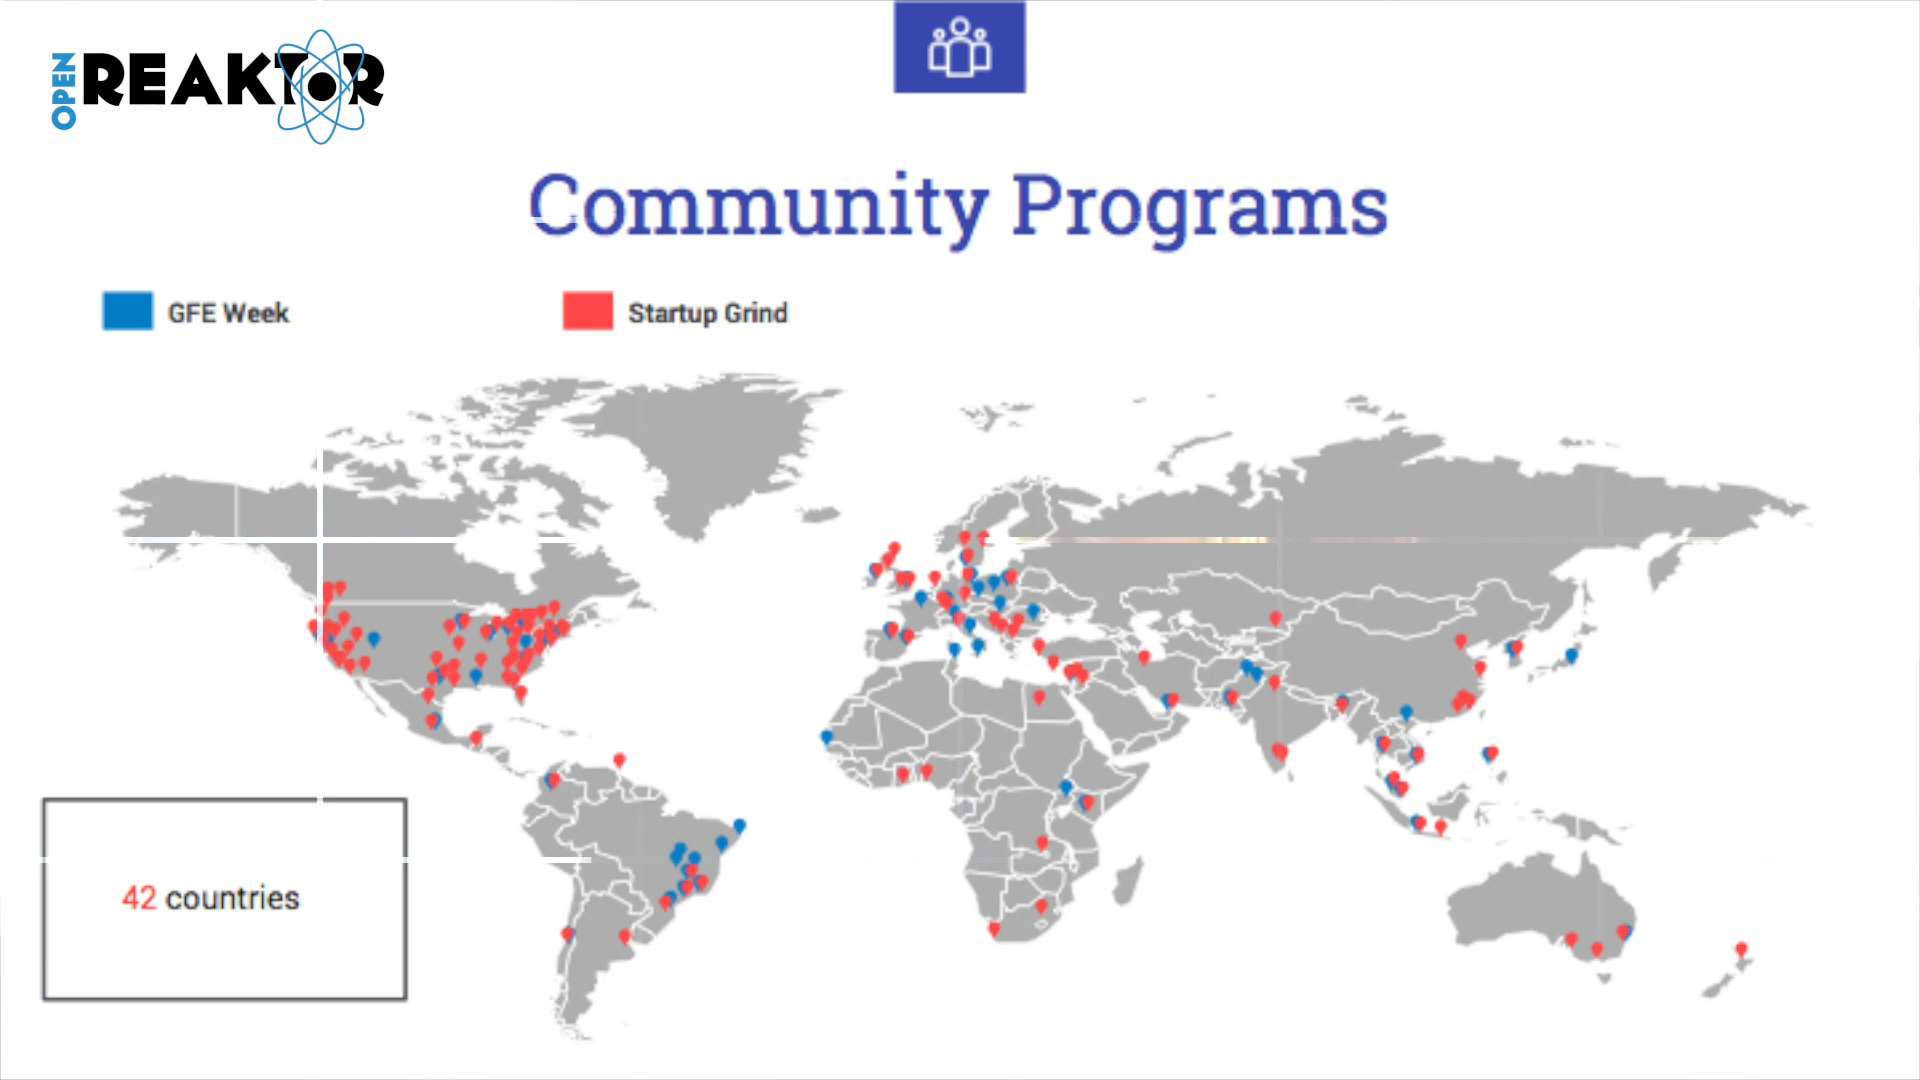 OPEN REAKTOR
Community Programs
GFE Week
Startup Grind
42 countries